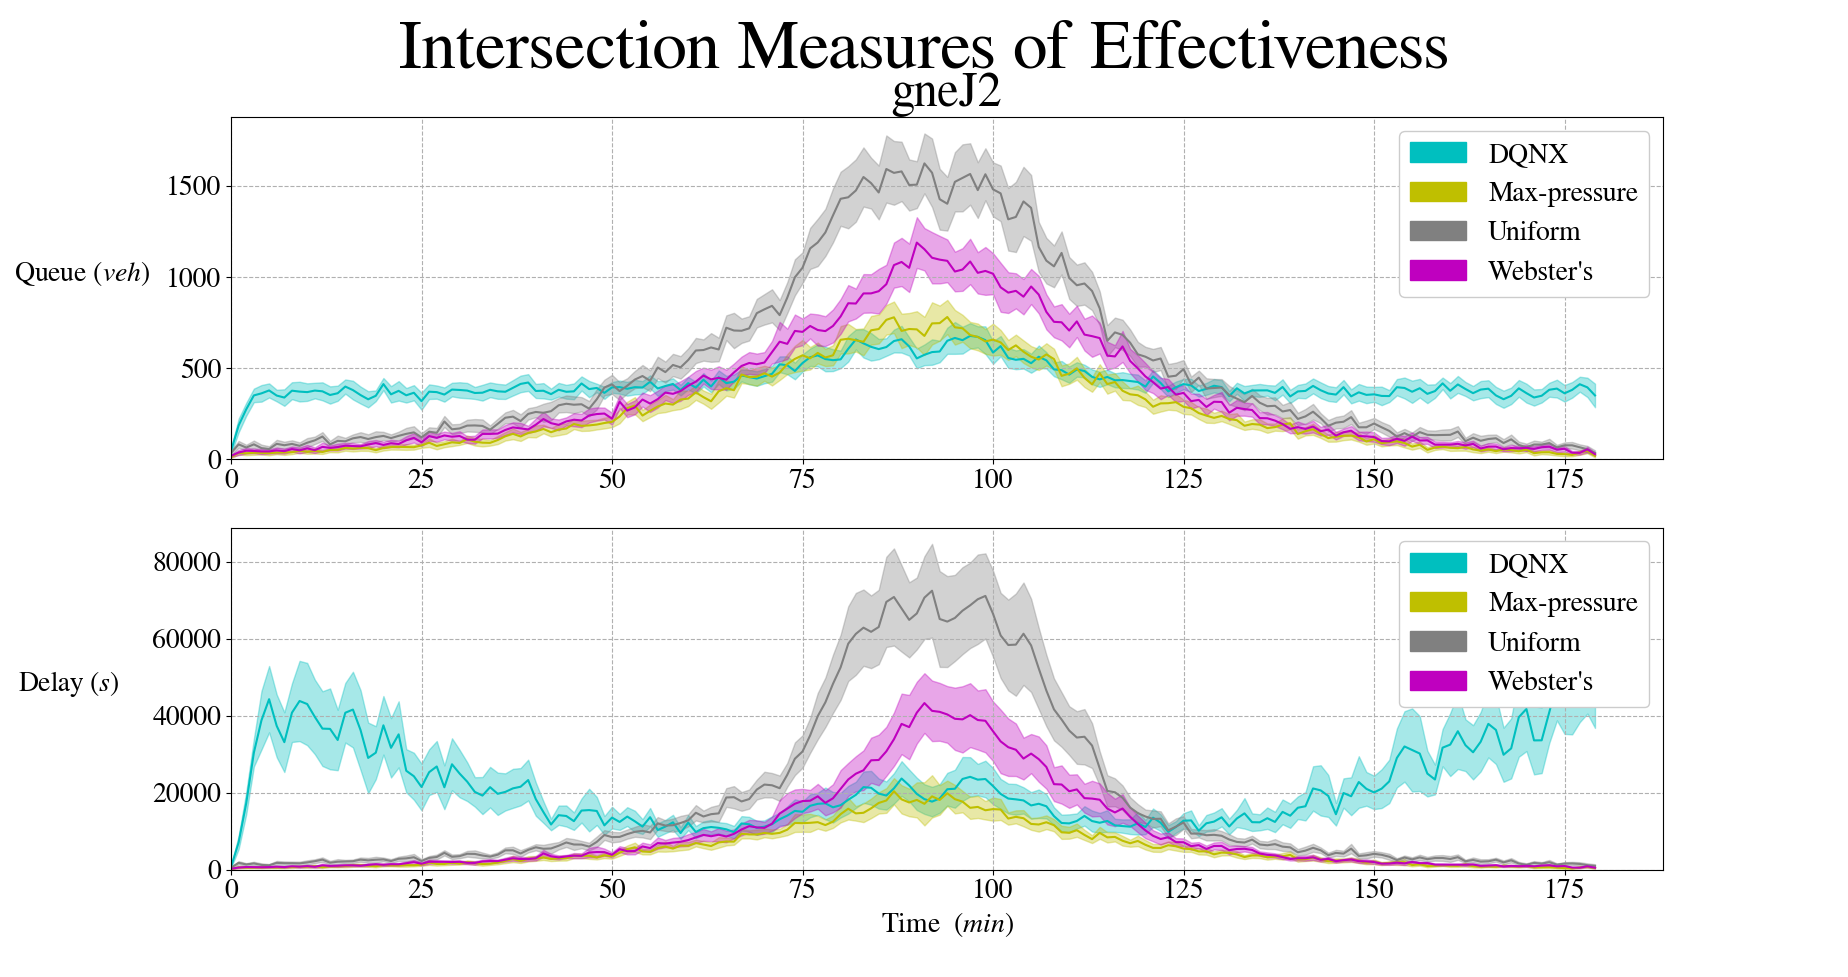 Intersection Measures of Effectiveness
gneJ2
Queue (veh)
1500
1000
500
0
0 25 50 75 100 125 150 175
DQNX
Max-pressure
Uniform
Webster's
Delay (s)
80000
60000
40000
20000
0
0 25 50 75 100 125 150 175
DQNX
Max-pressure
Uniform
Webster's
Time (min)